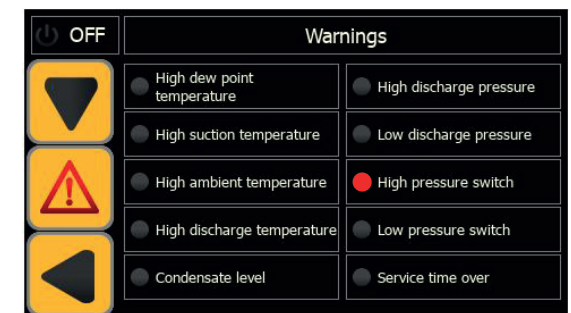 OFF
Warnings
High dew point
temperature
High discharge pressure
High suction temperature
Low discharge pressure
High ambient temperature
High pressure switch
High discharge temperature
Low pressure switch
Condensate level
Service time over